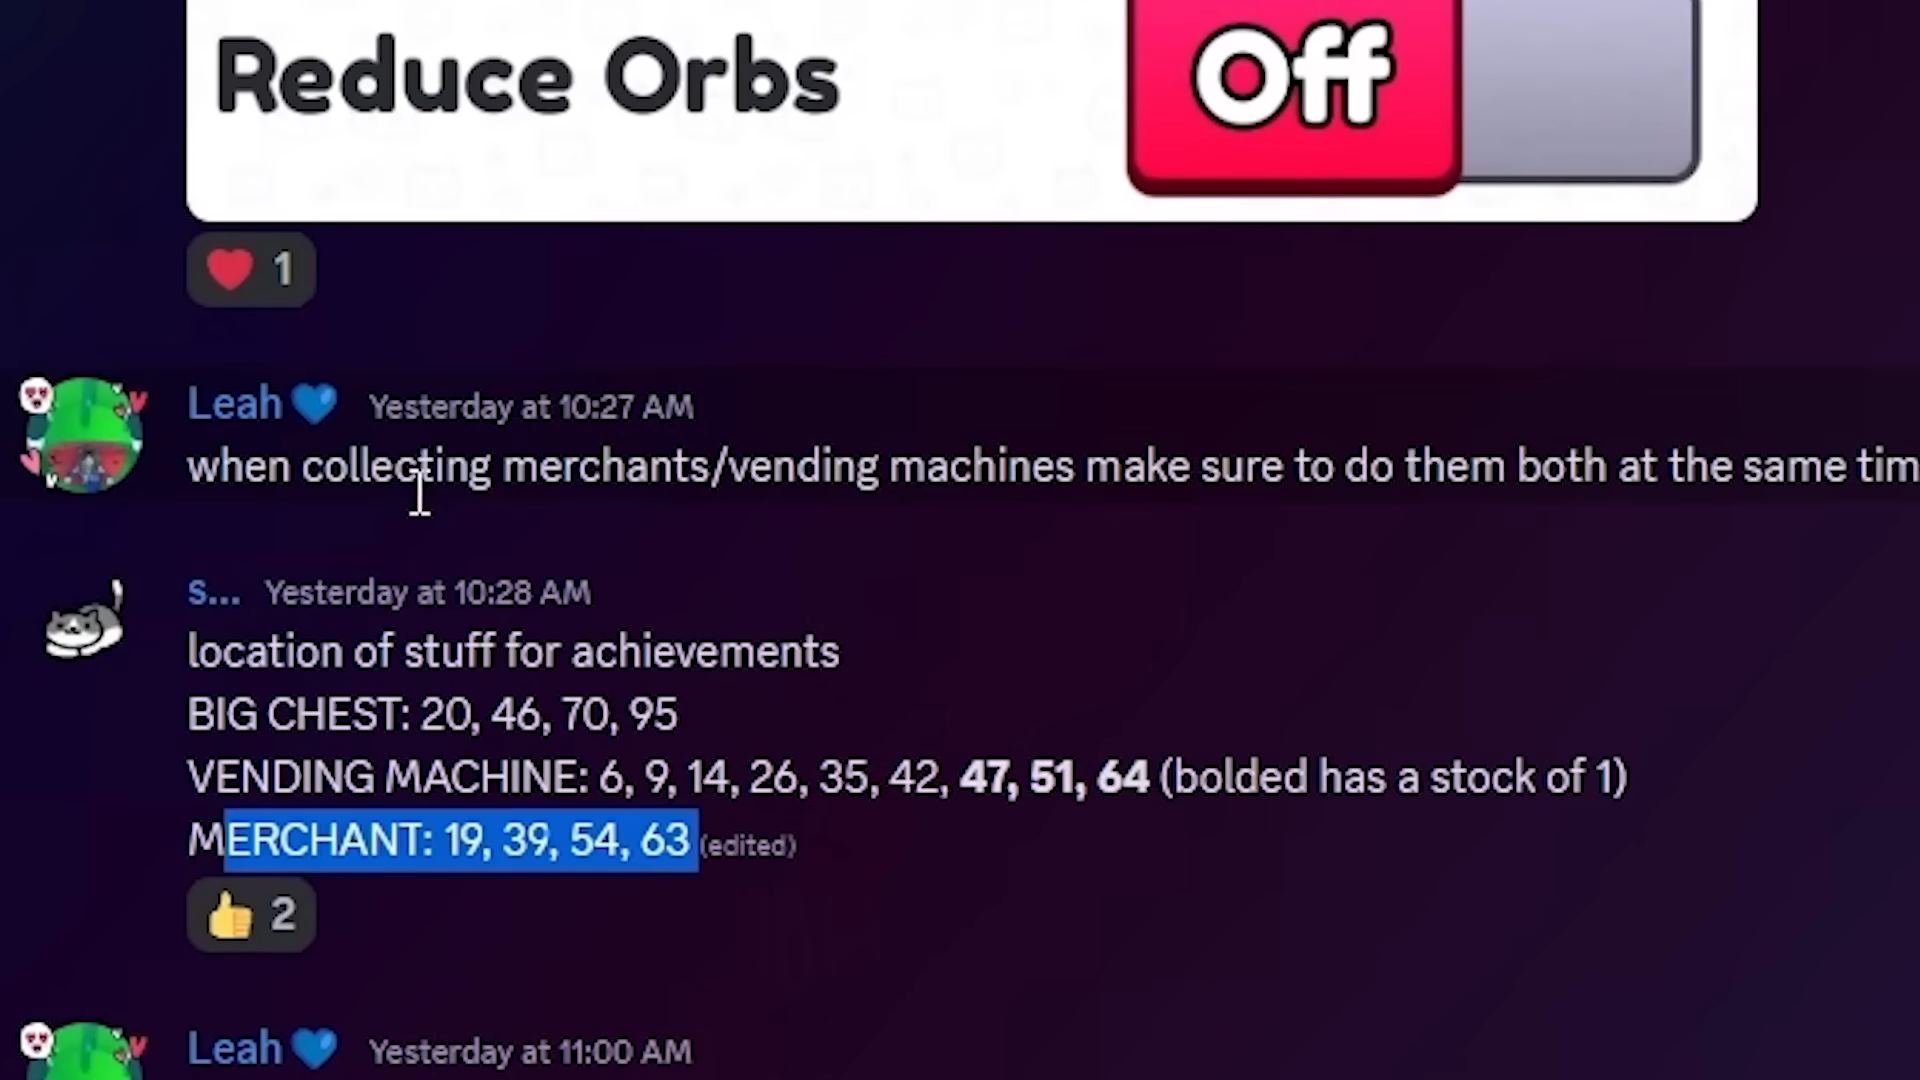 Reduce Orbs
Off
1
Leah Yesterday at 10:27 AM
when collecting merchants/vending machines make sure to do them both at the same tim
S... Yesterday at 10:28 AM
location of stuff for achievements
BIG CHEST: 20, 46, 70, 95
VENDING MACHINE: 6, 9, 14, 26, 35, 42, 47, 51, 64 (bolded has a stock of 1)
MERCHANT: 19, 39, 54, 63 (edited)
2
Leah Yesterday at 11:00 AM